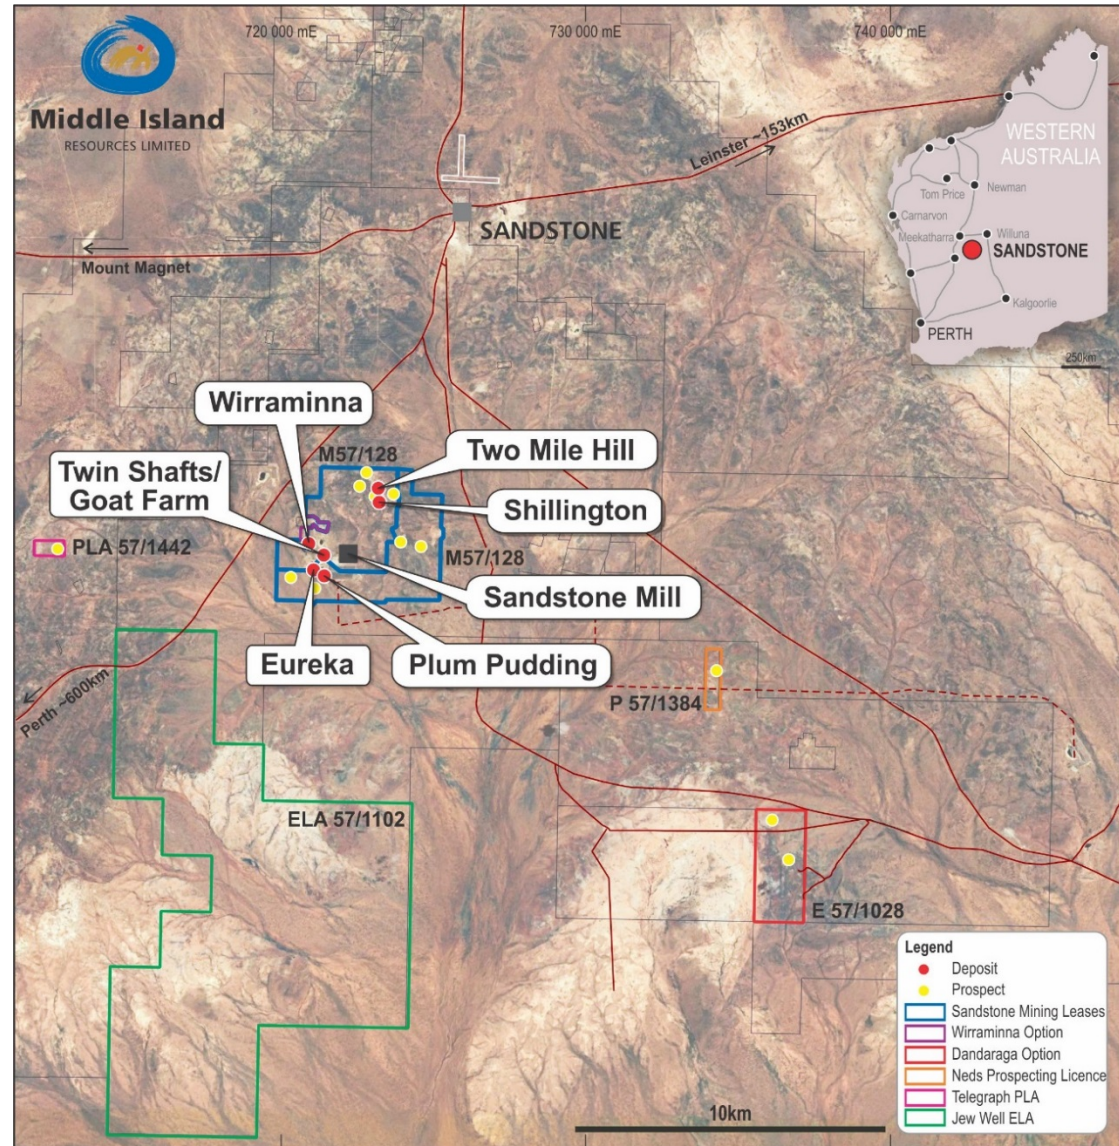 720 000 mE
730 000 mE
740 000 mE
Middle Island
RESOURCES LIMITED
Leinster ~153km
SANDSTONE
Mount Magnet
WESTERN
AUSTRALIA
Tom Price
Newman
Carnarvon
Meekatharra
Wiluna
SANDSTONE
Kalgoorlie
PERTH
250km
Wirraminna
M57/128
Two Mile Hill
Twin Shafts/
Goat Farm
Shillington
PLA 57/1442
M57/128
Sandstone Mill
Eureka
Plum Pudding
Perth ~600km
P 57/1384
ELA 57/1102
E 57/1028
Legend
Deposit
Prospect
Sandstone Mining Leases
Wirraminna Option
Dandaraga Option
Neds Prospecting Licence
Telegraph PLA
Jew Well ELA
10km